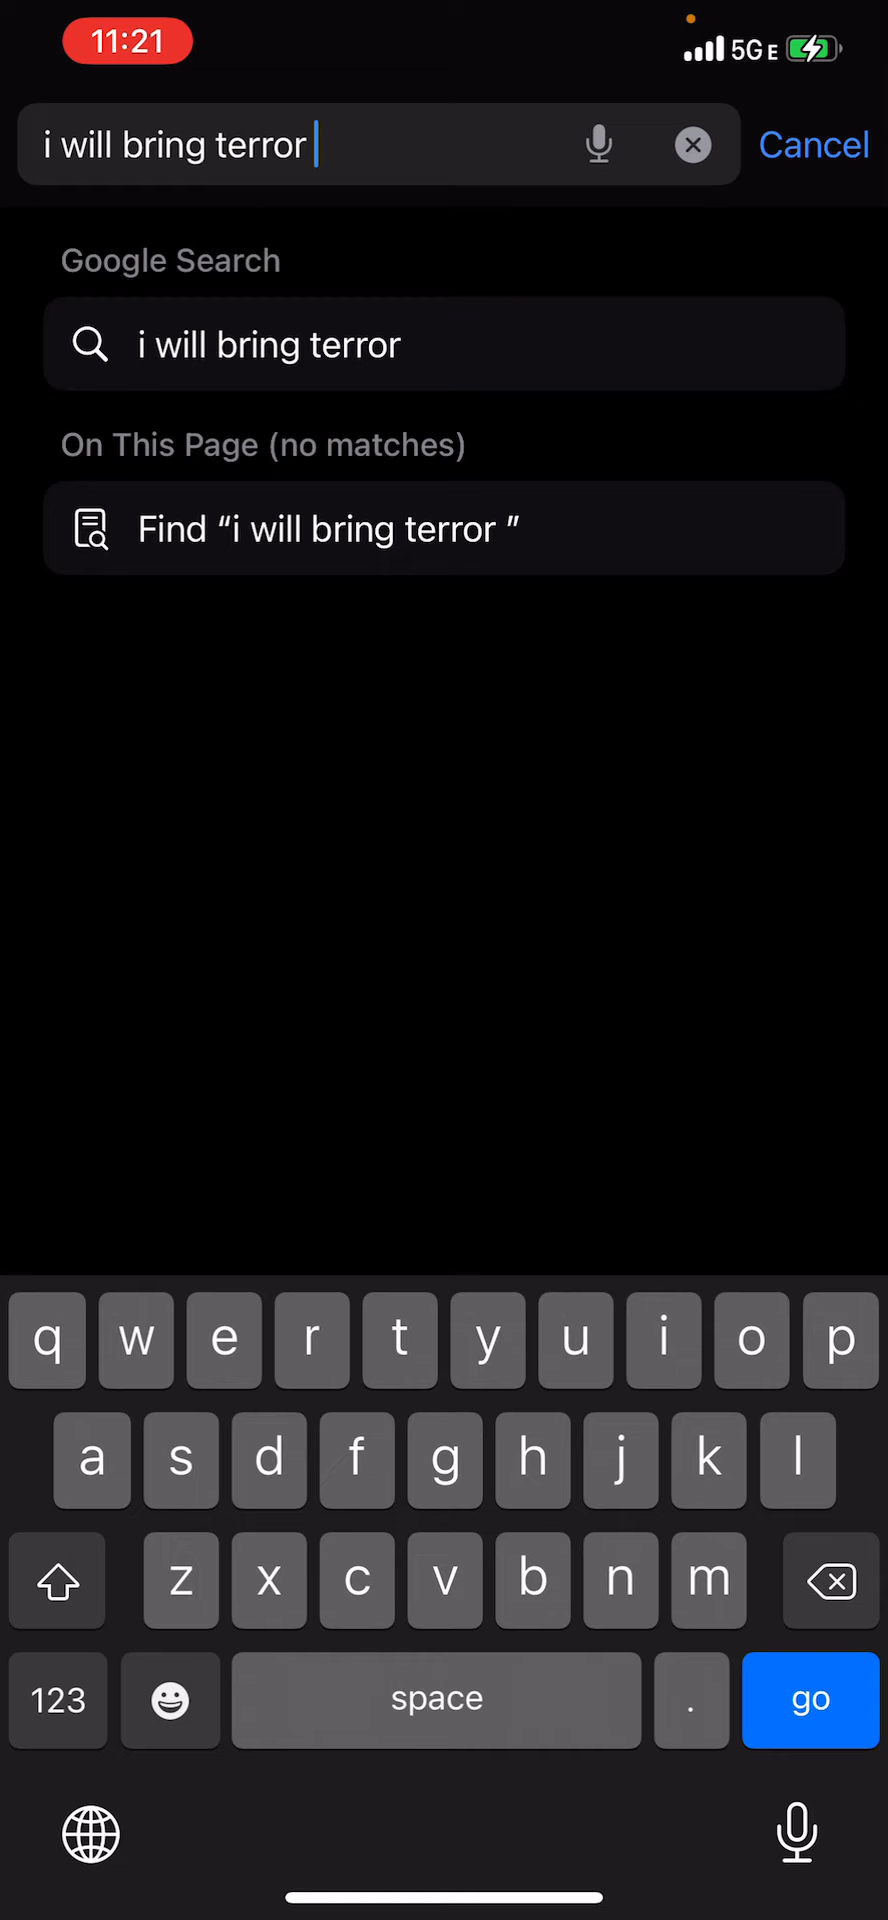 11:21
5G E
i will bring terror
Cancel
Google Search
i will bring terror
On This Page (no matches)
Find “i will bring terror ”
q w e r t y u i o p
a s d f g h j k l
z x c v b n m
123 space . go